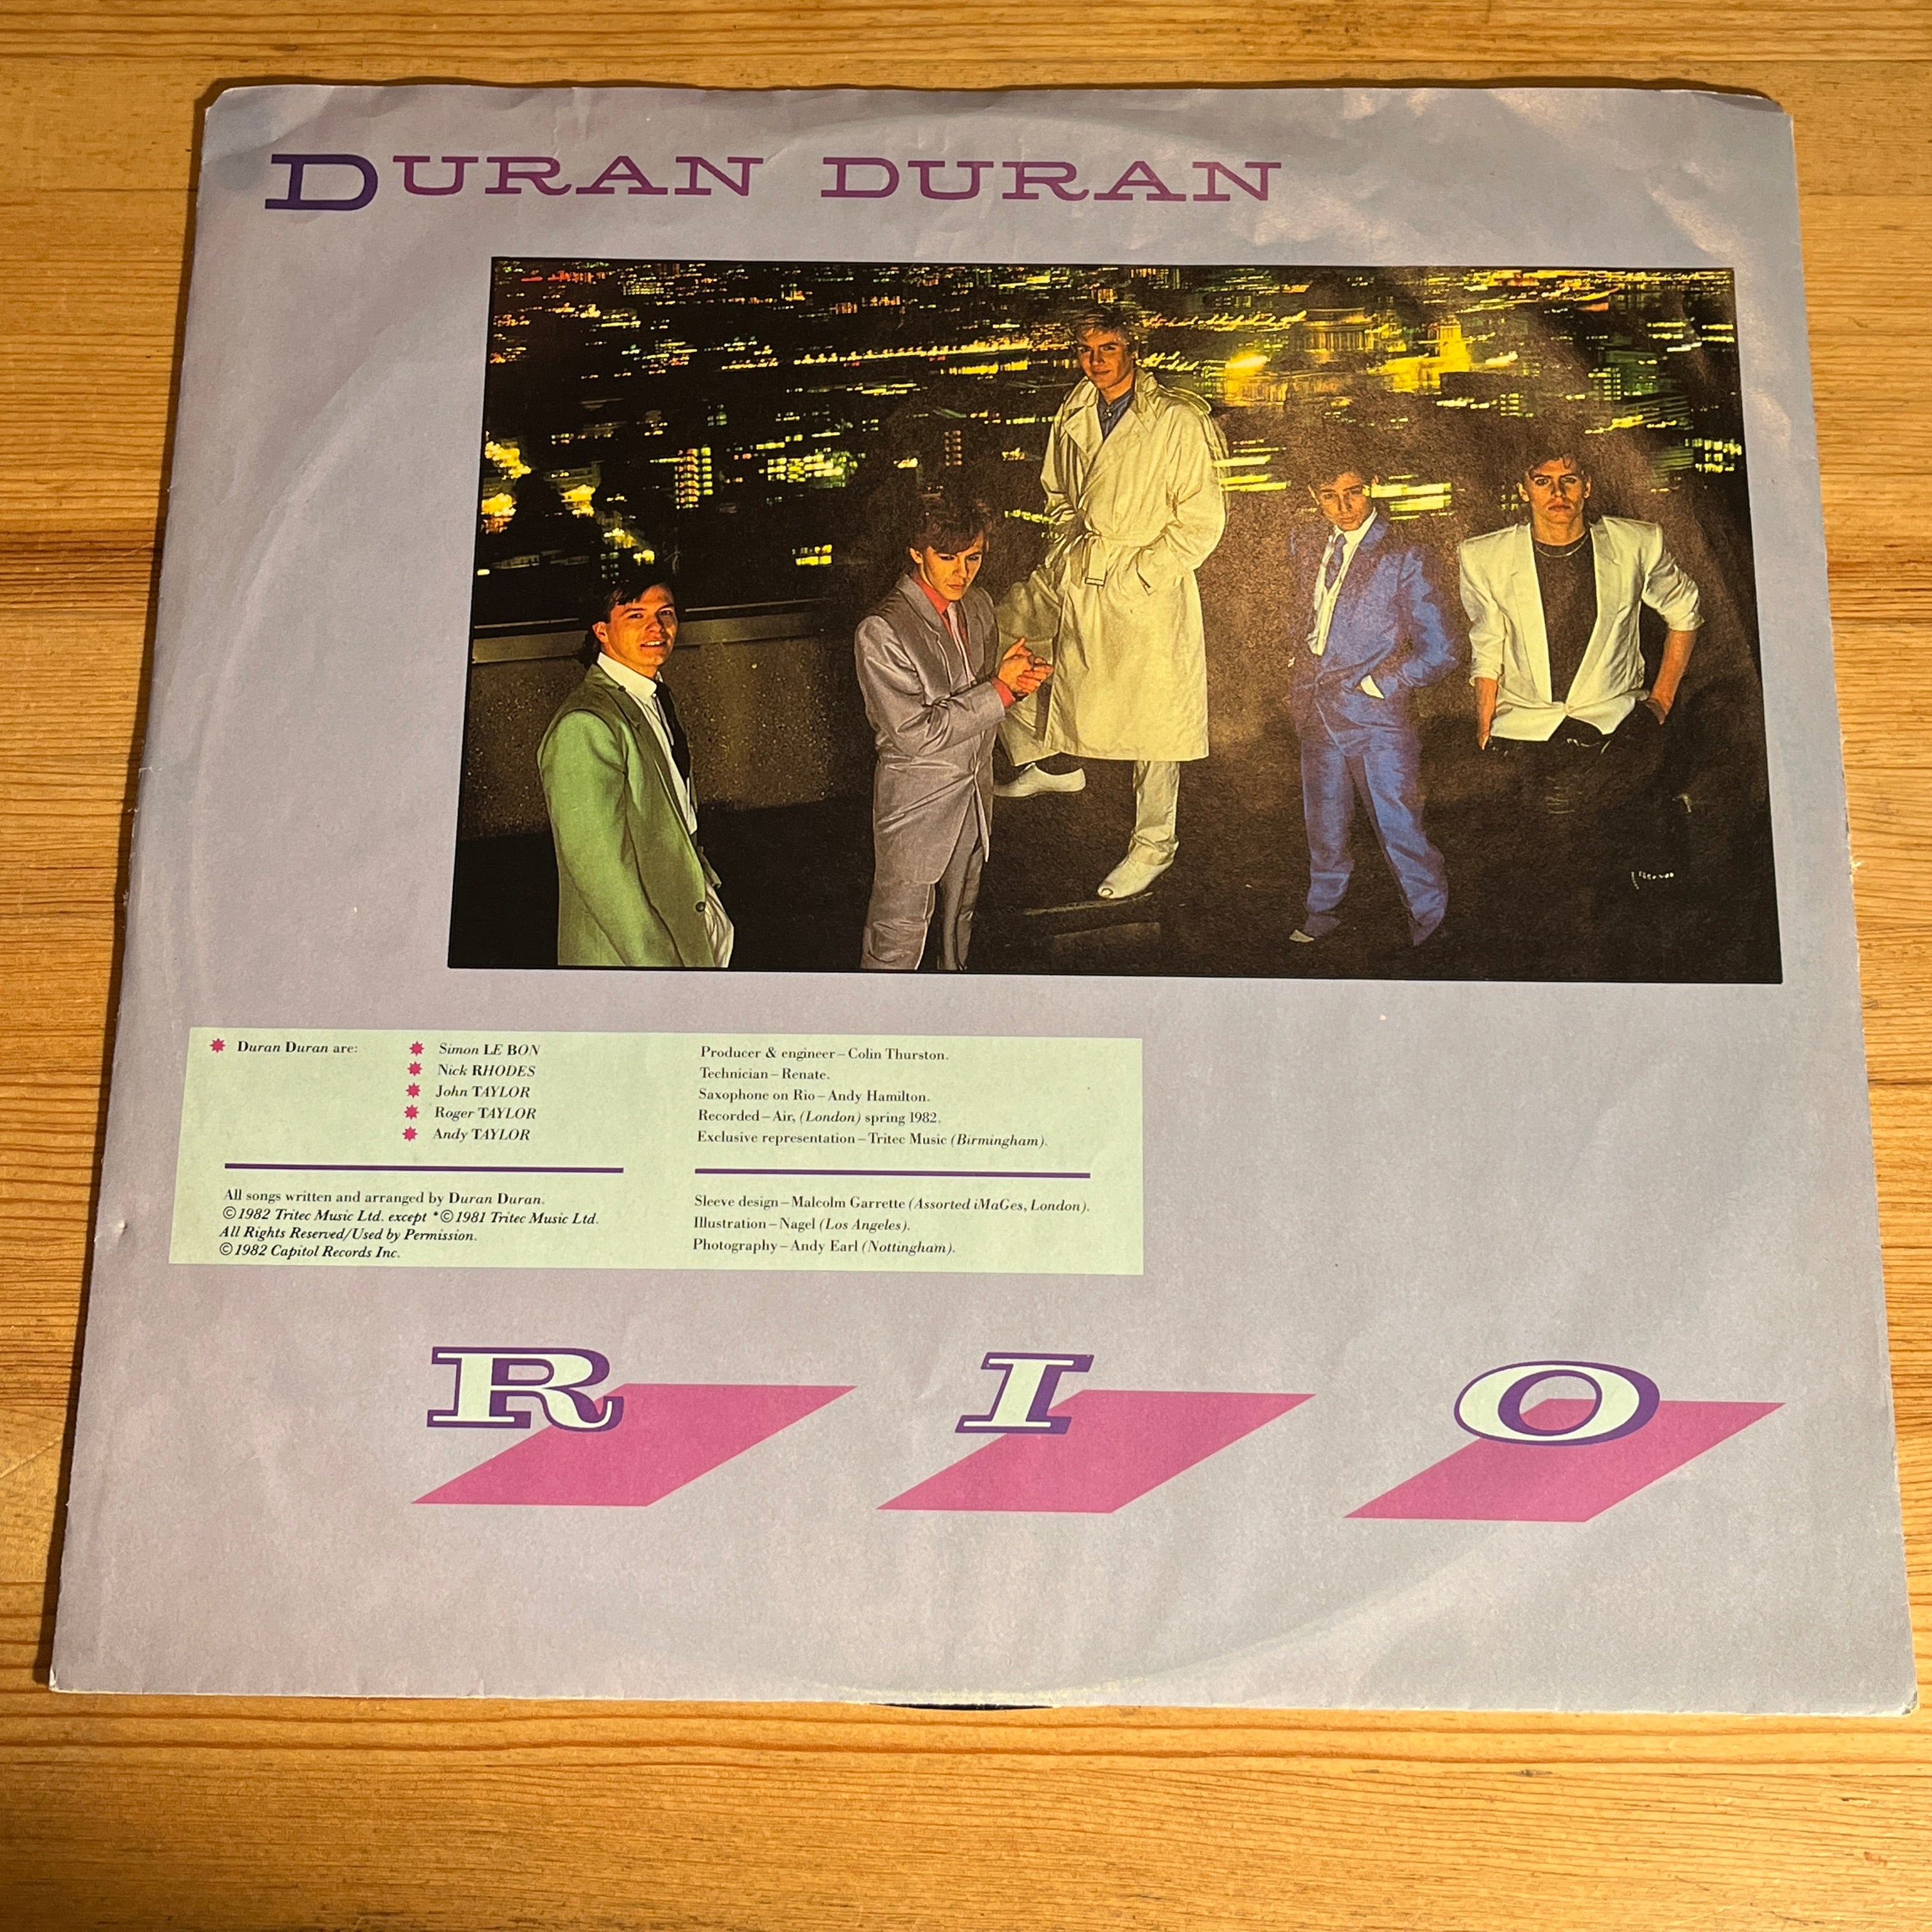 DURAN DURAN
Duran Duran are:
Simon LE BON
Nick RHODES
John TAYLOR
Roger TAYLOR
Andy TAYLOR
All songs written and arranged by Duran Duran.
©1982 Tritec Music Ltd. except *©1981 Tritec Music Ltd.
All Rights Reserved/Used by Permission.
©1982 Capitol Records Inc.
Producer & engineer–Colin Thurston.
Technician–Renate.
Saxophone on Rio–Andy Hamilton.
Recorded–Air, (London) spring 1982.
Exclusive representation–Tritec Music (Birmingham).
Sleeve design–Malcolm Garrette (Assorted iMaGes, London).
Illustration–Nagel (Los Angeles).
Photography–Andy Earl (Nottingham).
RIO